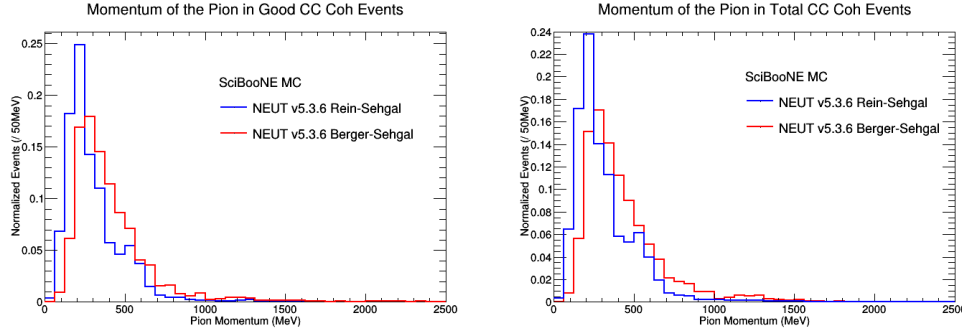 Momentum of the Pion in Good CC Coh Events
Normalized Events (/ 50MeV)
0.25
0.2
0.15
0.1
0.05
0
SciBooNE MC
NEUT v5.3.6 Rein-Sehgal
NEUT v5.3.6 Berger-Sehgal
0 500 1000 1500 2000 2500
Pion Momentum (MeV)
Momentum of the Pion in Total CC Coh Events
Normalized Events (/ 50MeV)
0.24
0.22
0.2
0.18
0.16
0.14
0.12
0.1
0.08
0.06
0.04
0.02
0
SciBooNE MC
NEUT v5.3.6 Rein-Sehgal
NEUT v5.3.6 Berger-Sehgal
0 500 1000 1500 2000 2500
Pion Momentum (MeV)